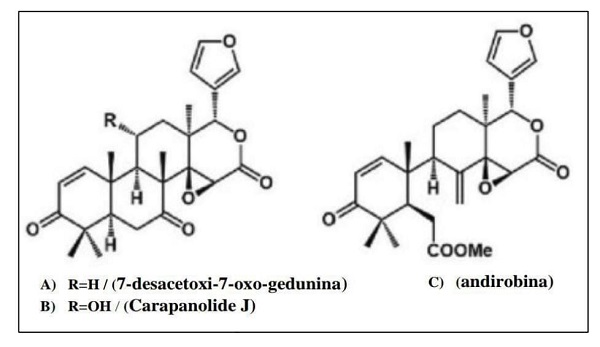 O
R
O
O
O
O
H
H
O
O
O
O
O
H
O
COOMe
A) R=H / (7-desacetoxi-7-oxo-gedunina)
C) (andirobina)
B) R=OH / (Carapanolide J)